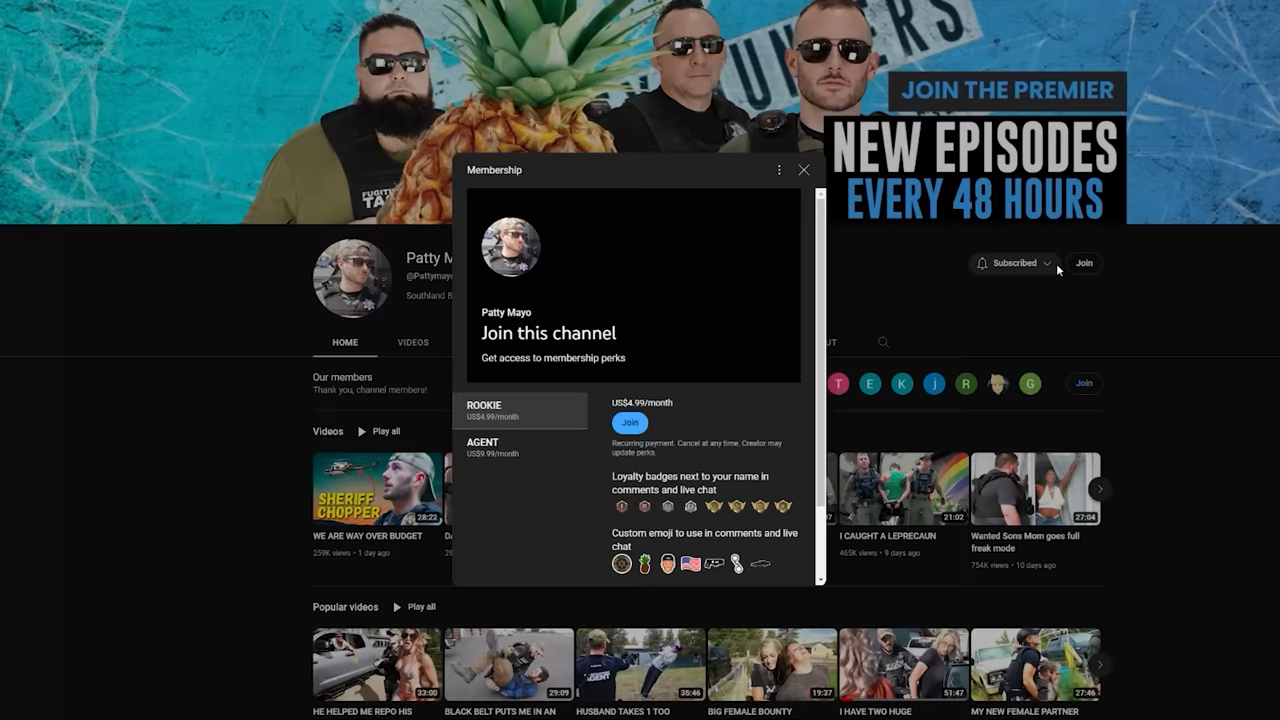 UNTERS
JOIN THE PREMIER
NEW EPISODES
EVERY 48 HOURS
FUGITI
TA
Membership
Patty M
@Pattymayo
Southland B
Subscribed
Join
Patty Mayo
Join this channel
Get access to membership perks
HOME
VIDEOS
UT
Our members
Thank you, channel members!
T
E
K
j
R
G
Join
ROOKIE
US$4.99/month
AGENT
US$9.99/month
US$4.99/month
Join
Recurring payment. Cancel at any time. Creator may
update perks.
Loyalty badges next to your name in
comments and live chat
Custom emoji to use in comments and live
chat
Videos
Play all
SHERIFF
CHOPPER
28:22
21:02
27:04
WE ARE WAY OVER BUDGET
259K views • 1 day ago
I CAUGHT A LEPRECAUN
465K views • 9 days ago
Wanted Sons Mom goes full
freak mode
754K views • 10 days ago
Popular videos
Play all
33:00
29:09
35:46
19:37
51:47
27:46
HE HELPED ME REPO HIS
BLACK BELT PUTS ME IN AN
HUSBAND TAKES 1 TOO
BIG FEMALE BOUNTY
I HAVE TWO HUGE
MY NEW FEMALE PARTNER